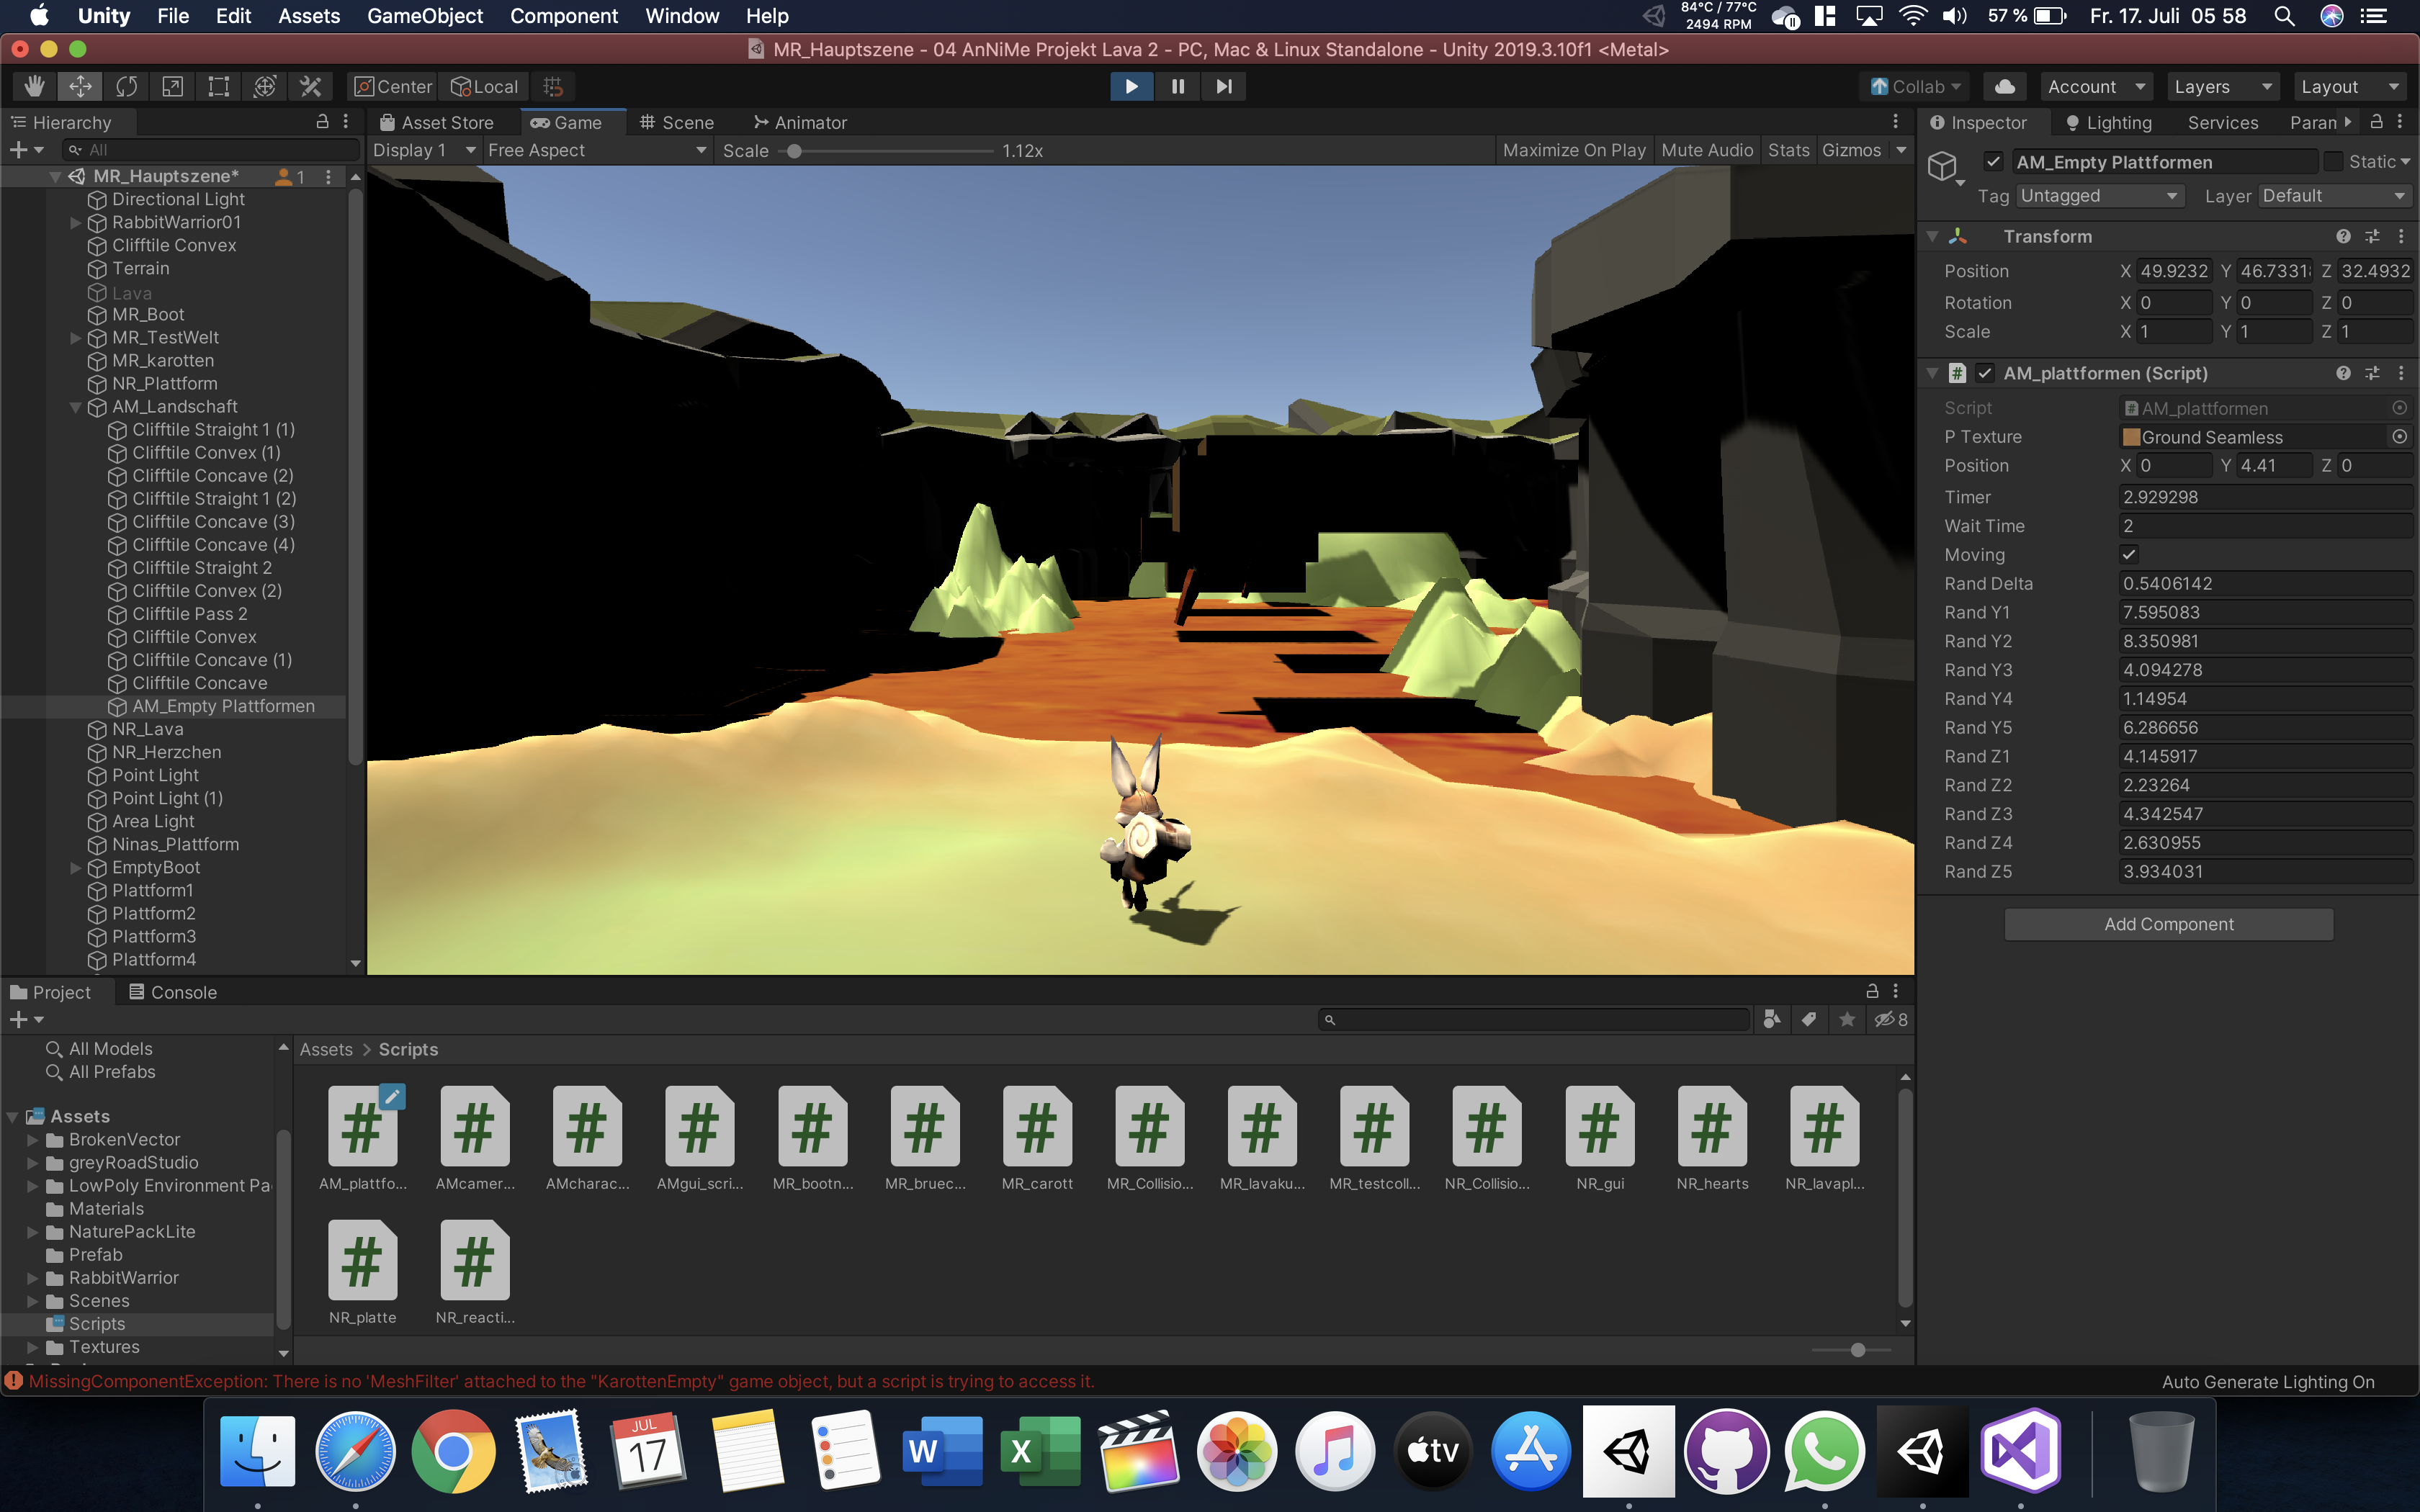 Unity File Edit Assets GameObject Component Window Help
84°C / 77°C
2494 RPM
57 % Fr. 17. Juli 05 58
MR_Hauptszene - 04 AnNiMe Projekt Lava 2 - PC, Mac & Linux Standalone - Unity 2019.3.10f1 <Metal>
Center Local Collab Account Layers Layout
Hierarchy
All
MR_Hauptszene* 1
Directional Light
RabbitWarrior01
Clifftile Convex
Terrain
Lava
MR_Boot
MR_TestWelt
MR_karotten
NR_Plattform
AM_Landschaft
Clifftile Straight 1 (1)
Clifftile Convex (1)
Clifftile Concave (2)
Clifftile Straight 1 (2)
Clifftile Concave (3)
Clifftile Concave (4)
Clifftile Straight 2
Clifftile Convex (2)
Clifftile Pass 2
Clifftile Convex
Clifftile Concave (1)
Clifftile Concave
AM_Empty Plattformen
NR_Lava
NR_Herzchen
Point Light
Point Light (1)
Area Light
Ninas_Plattform
EmptyBoot
Plattform1
Plattform2
Plattform3
Plattform4
Asset Store Game Scene Animator
Display 1 Free Aspect Scale 1.12x Maximize On Play Mute Audio Stats Gizmos
Inspector Lighting Services Param
AM_Empty Plattformen Static
Tag Untagged Layer Default
Transform
Position X 49.9232 Y 46.7331 Z 32.4932
Rotation X 0 Y 0 Z 0
Scale X 1 Y 1 Z 1
AM_plattformen (Script)
Script AM_plattformen
P Texture Ground Seamless
Position X 0 Y 4.41 Z 0
Timer 2.929298
Wait Time 2
Moving
Rand Delta 0.5406142
Rand Y1 7.595083
Rand Y2 8.350981
Rand Y3 4.094278
Rand Y4 1.14954
Rand Y5 6.286656
Rand Z1 4.145917
Rand Z2 2.23264
Rand Z3 4.342547
Rand Z4 2.630955
Rand Z5 3.934031
Add Component
Project Console
8
All Models
All Prefabs
Assets
BrokenVector
greyRoadStudio
LowPoly Environment Pa
Materials
NaturePackLite
Prefab
RabbitWarrior
Scenes
Scripts
Textures
Assets > Scripts
AM_plattfo... AMcamer... AMcharac... AMgui_scri... MR_bootn... MR_bruec... MR_carott MR_Collisio... MR_lavaku... MR_testcoll... NR_Collisio... NR_gui NR_hearts NR_lavapl...
NR_platte NR_reacti...
MissingComponentException: There is no 'MeshFilter' attached to the "KarottenEmpty" game object, but a script is trying to access it.
Auto Generate Lighting On
JUL
17
W X tv